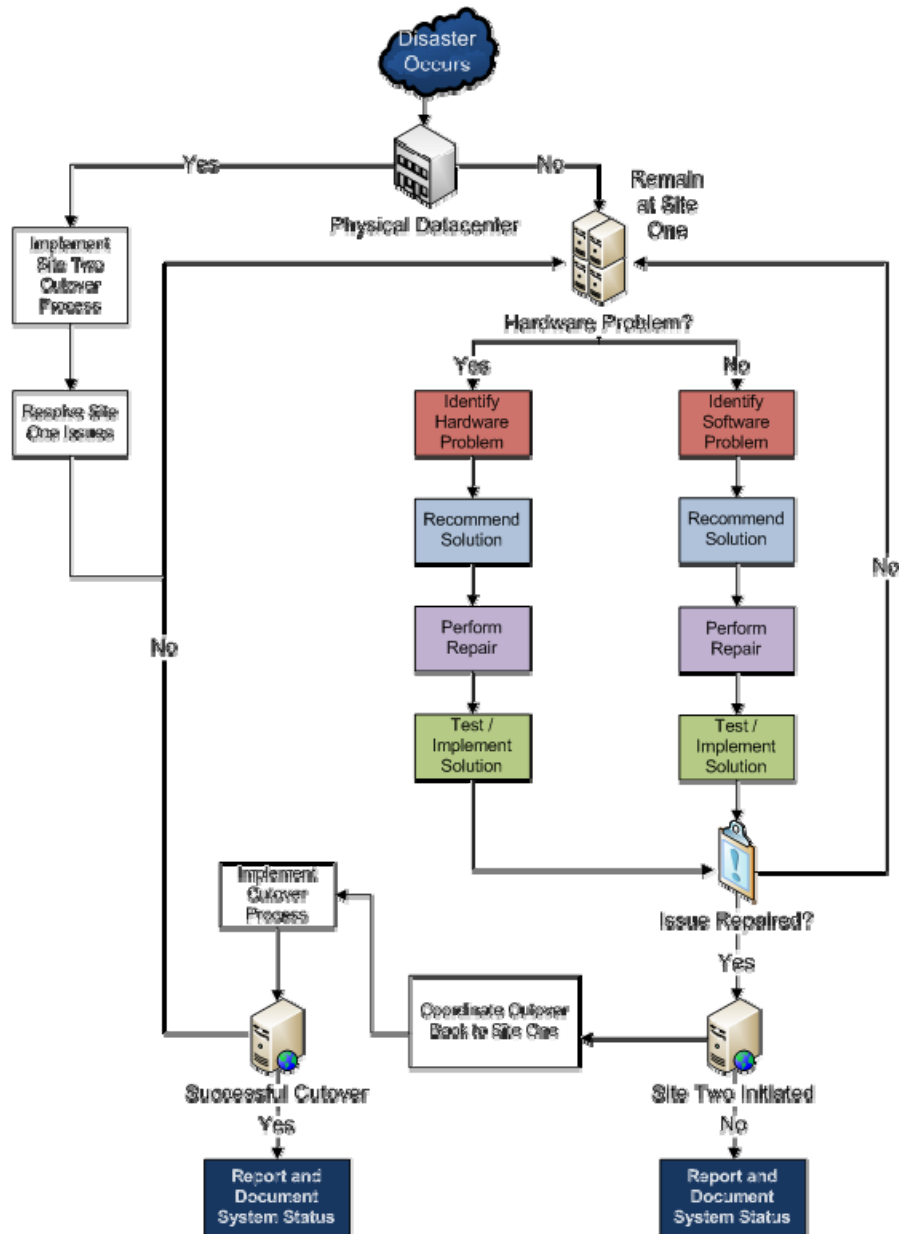 Disaster
Occurs
Yes
No
Physical Datacenter
Remain
at Site
One
Implement
Site Two
Cutover
Process
Hardware Problem?
Yes
No
Resolve Site
One Issues
Identify
Hardware
Problem
Identify
Software
Problem
Recommend
Solution
Recommend
Solution
No
No
Perform
Repair
Perform
Repair
Test /
Implement
Solution
Test /
Implement
Solution
Issue Repaired?
Yes
Implement
Cutover
Process
Coordinate Cutover
Back to Site One
Successful Cutover
Yes
Site Two Initiated
No
Report and
Document
System Status
Report and
Document
System Status